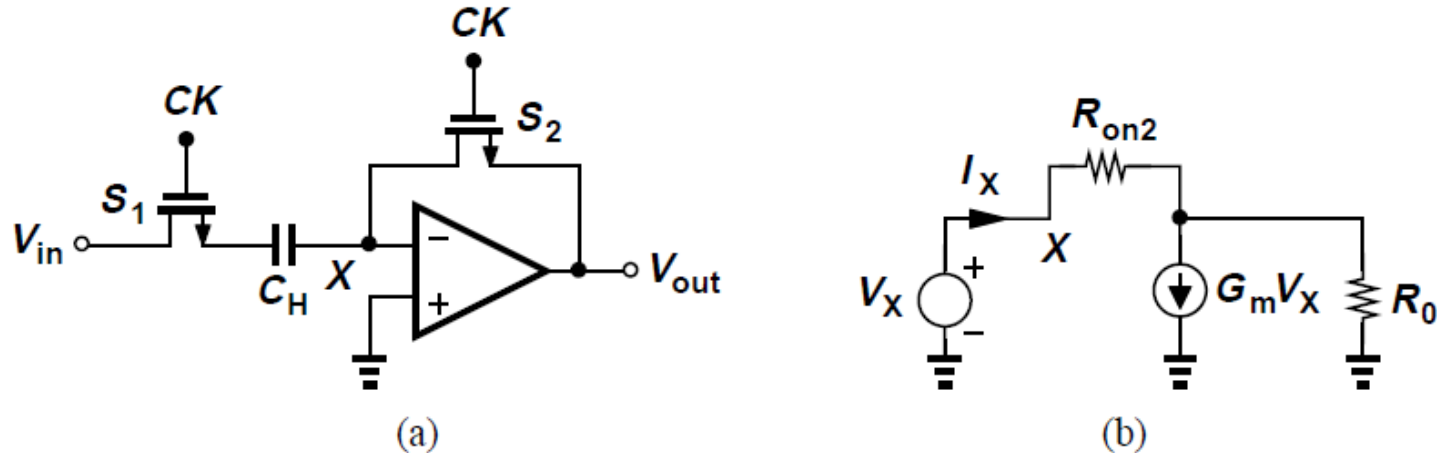 CK
S2
CK
S1
Vin
CH
X
−
+
Vout
(a)
Ron2
IX
X
VX
+
−
GmVX
R0
(b)